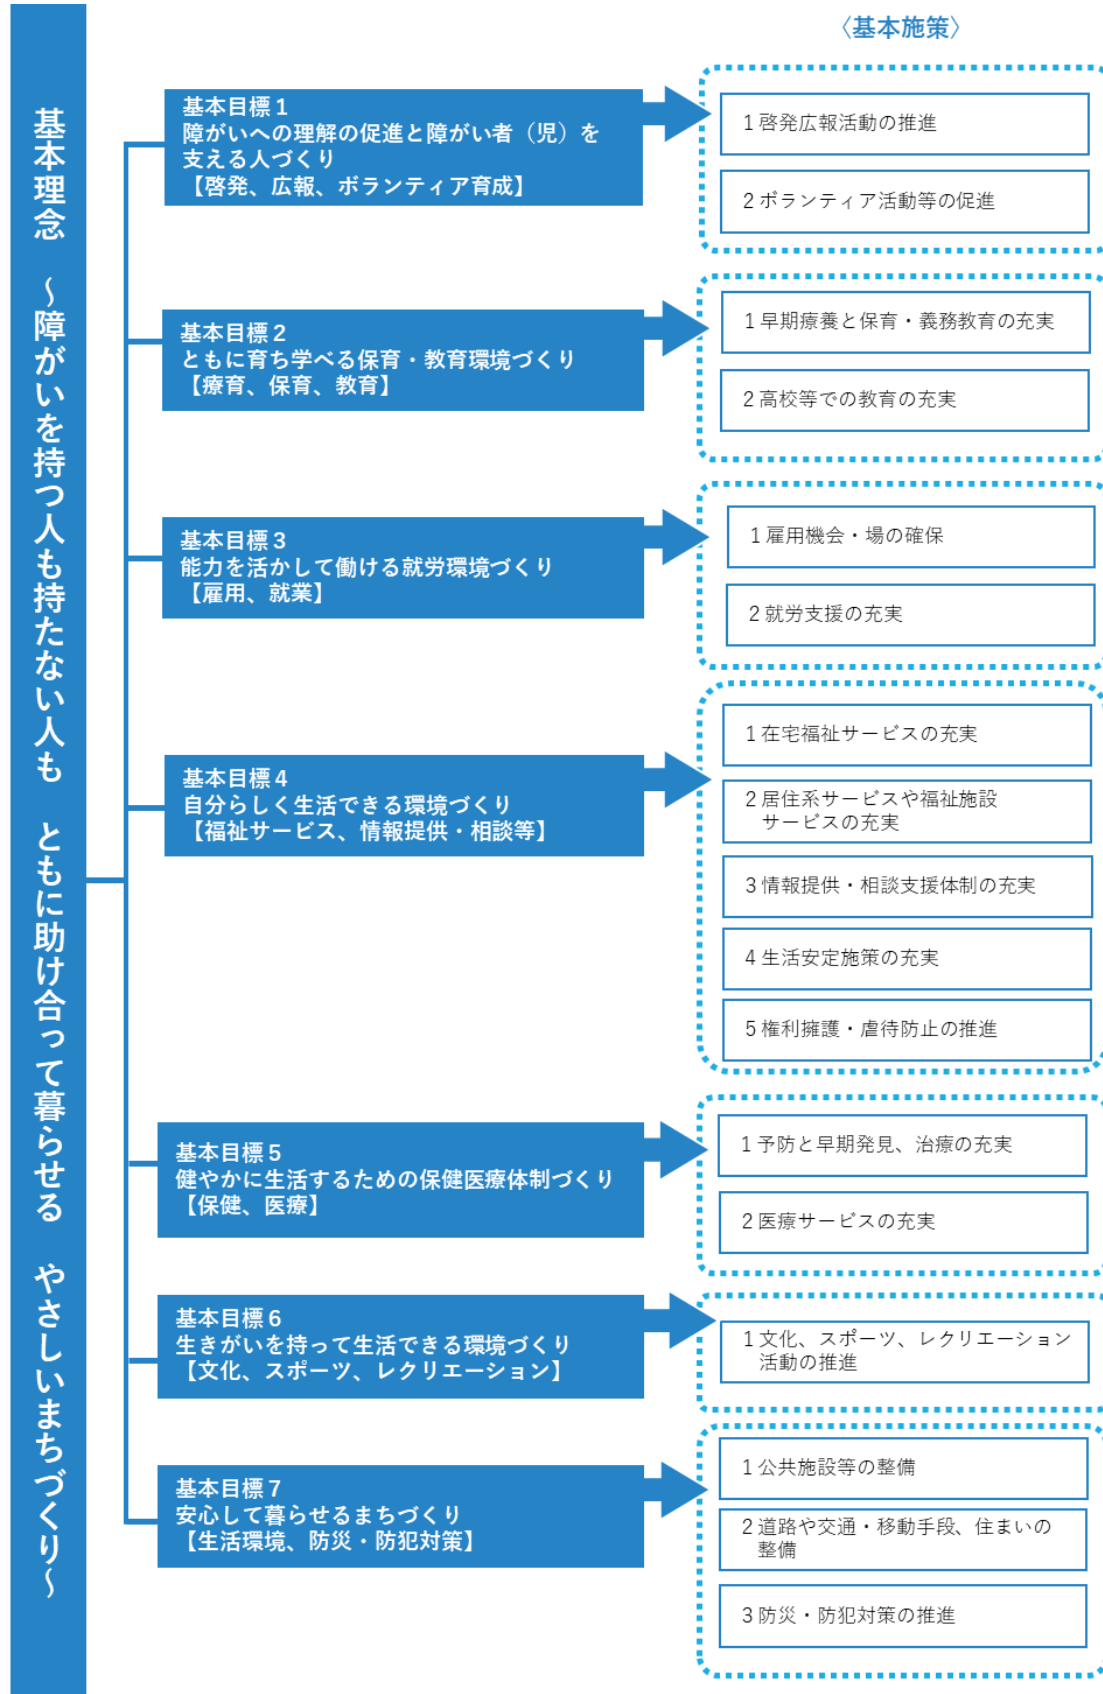 基本理念　～障がいを持つ人も持たない人も　ともに助け合って暮らせる　やさしいまちづくり～
〈基本施策〉
基本目標１
障がいへの理解の促進と障がい者（児）を
支える人づくり
【啓発、広報、ボランティア育成】
1 啓発広報活動の推進
2 ボランティア活動等の促進
基本目標２
ともに育ち学べる保育・教育環境づくり
【療育、保育、教育】
1 早期療養と保育・義務教育の充実
2 高校等での教育の充実
基本目標３
能力を活かして働ける就労環境づくり
【雇用、就業】
1 雇用機会・場の確保
2 就労支援の充実
基本目標４
自分らしく生活できる環境づくり
【福祉サービス、情報提供・相談等】
1 在宅福祉サービスの充実
2 居住系サービスや福祉施設
サービスの充実
3 情報提供・相談支援体制の充実
4 生活安定施策の充実
5 権利擁護・虐待防止の推進
基本目標５
健やかに生活するための保健医療体制づくり
【保健、医療】
1 予防と早期発見、治療の充実
2 医療サービスの充実
基本目標６
生きがいを持って生活できる環境づくり
【文化、スポーツ、レクリエーション】
1 文化、スポーツ、レクリエーション
活動の推進
基本目標７
安心して暮らせるまちづくり
【生活環境、防災・防犯対策】
1 公共施設等の整備
2 道路や交通・移動手段、住まいの
整備
3 防災・防犯対策の推進